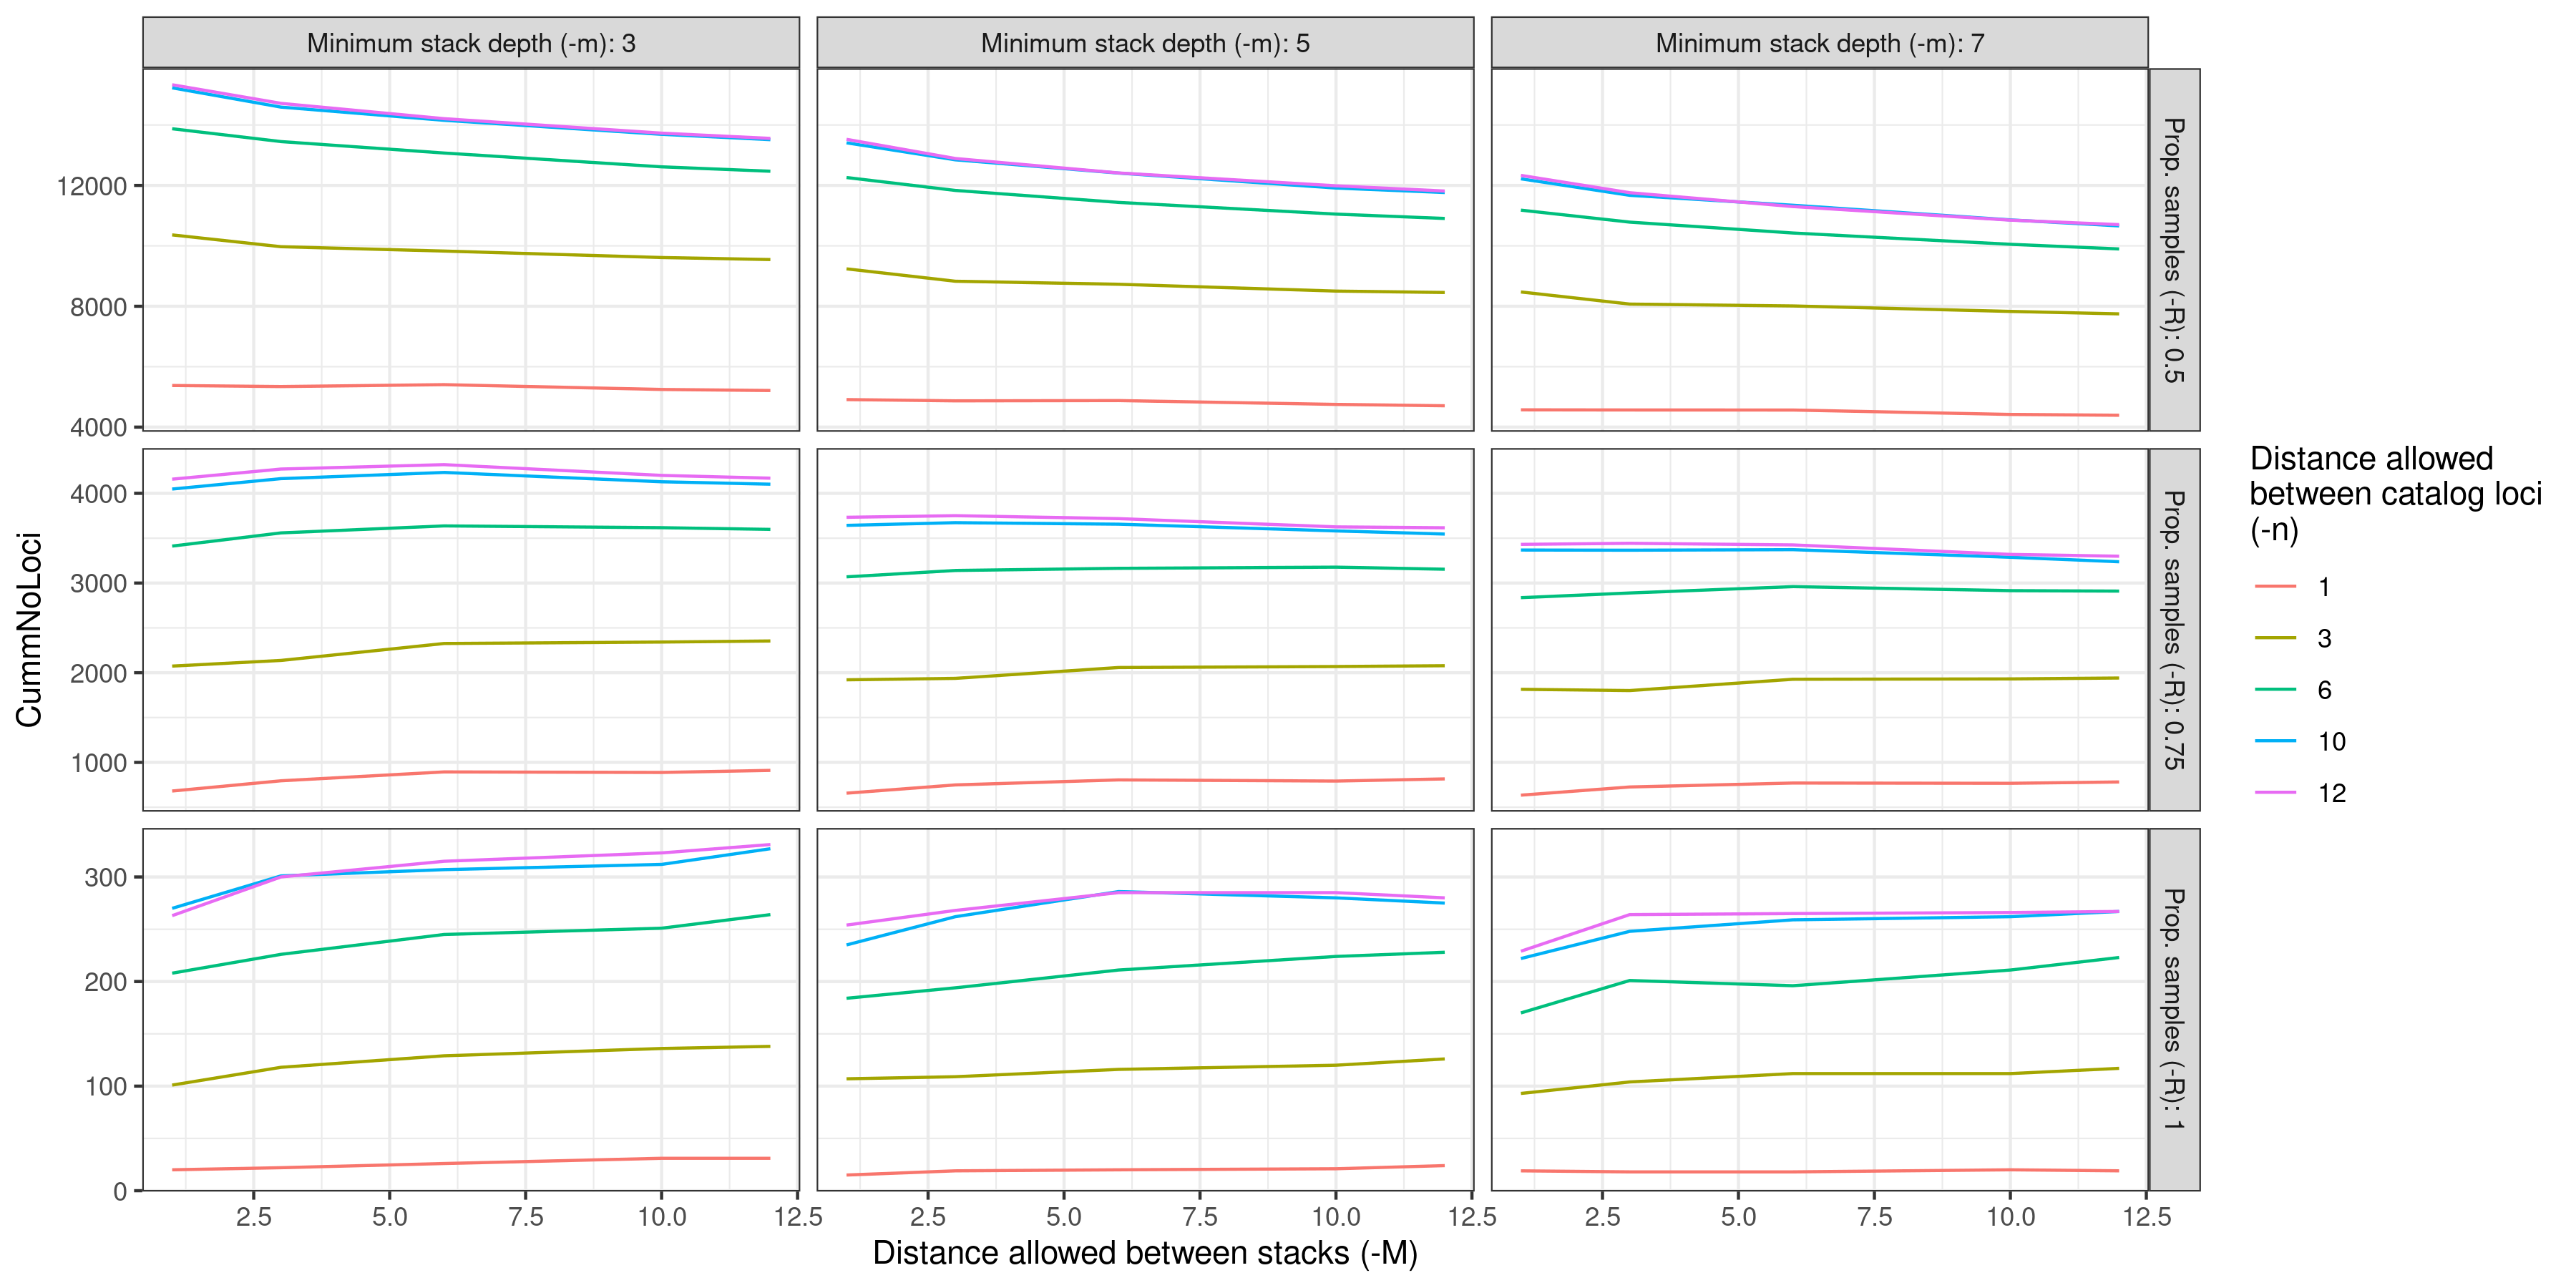 Minimum stack depth (-m): 3
Minimum stack depth (-m): 5
Minimum stack depth (-m): 7
12000
8000
4000
Prop. samples (-R): 0.5
4000
3000
2000
1000
Prop. samples (-R): 0.75
300
200
100
0
Prop. samples (-R): 1
2.5 5.0 7.5 10.0 12.5
2.5 5.0 7.5 10.0 12.5
2.5 5.0 7.5 10.0 12.5
Distance allowed between stacks (-M)
CummNoLoci
Distance allowed
between catalog loci
(-n)
1
3
6
10
12